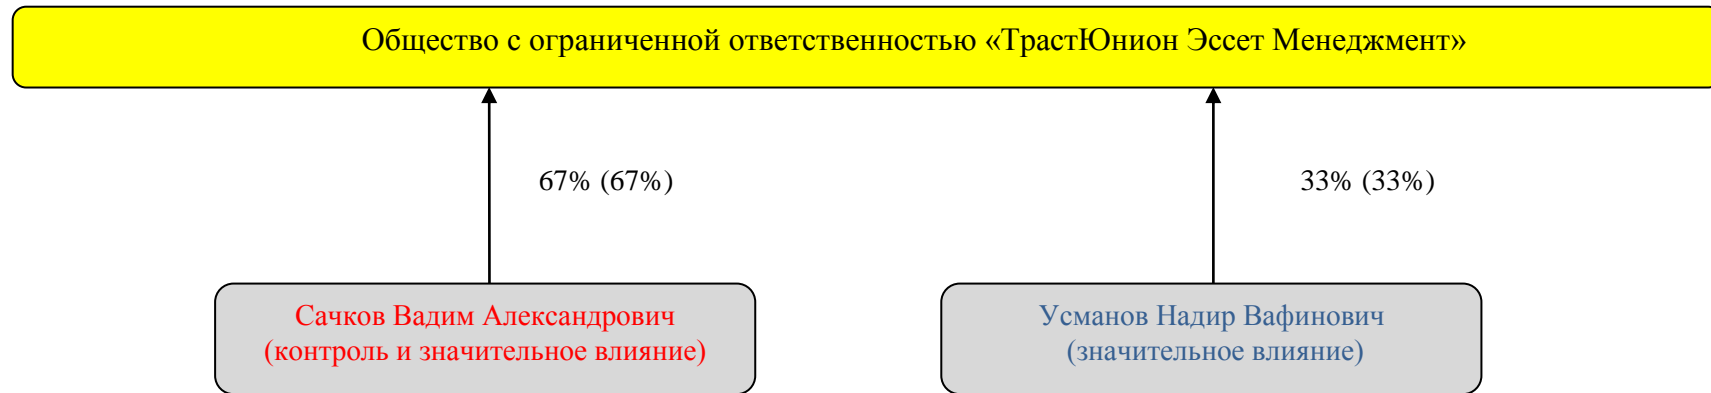 Общество с ограниченной ответственностью «ТрастЮнион Эссет Менеджмент»
67% (67%)
33% (33%)
Сачков Вадим Александрович
(контроль и значительное влияние)
Усманов Надир Вафинович
(значительное влияние)